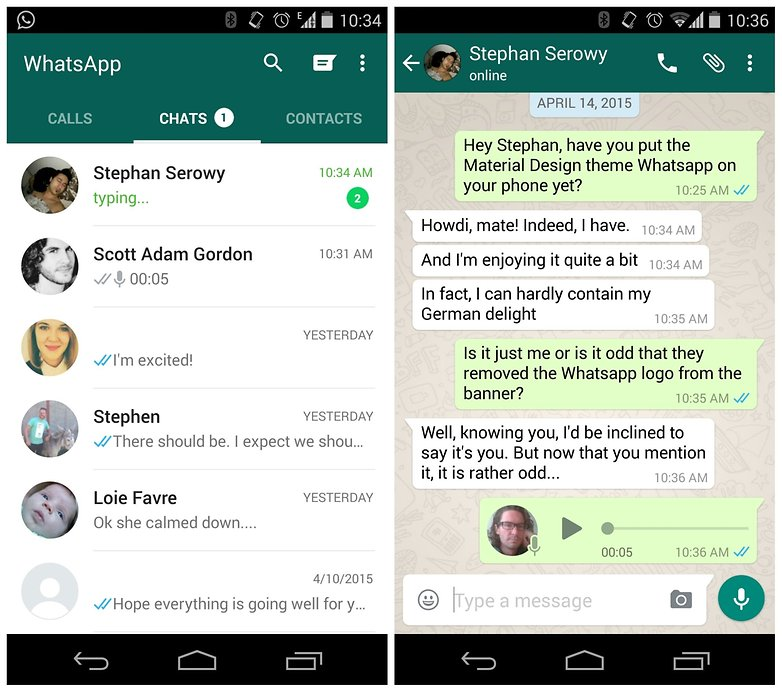 E 10:34
WhatsApp
CALLS CHATS 1 CONTACTS
Stephan Serowy 10:34 AM
typing... 2
Scott Adam Gordon 10:31 AM
00:05
YESTERDAY
I'm excited!
Stephen YESTERDAY
There should be. I expect we shou...
Loie Favre YESTERDAY
Ok she calmed down....
4/10/2015
Hope everything is going well for y...
10:36
Stephan Serowy
online
APRIL 14, 2015
Hey Stephan, have you put the
Material Design theme Whatsapp on
your phone yet?
10:25 AM
Howdi, mate! Indeed, I have. 10:34 AM
And I'm enjoying it quite a bit 10:34 AM
In fact, I can hardly contain my
German delight
10:35 AM
Is it just me or is it odd that they
removed the Whatsapp logo from the
banner?
10:35 AM
Well, knowing you, I'd be inclined to
say it's you. But now that you mention
it, it is rather odd...
10:36 AM
00:05 10:36 AM
Type a message